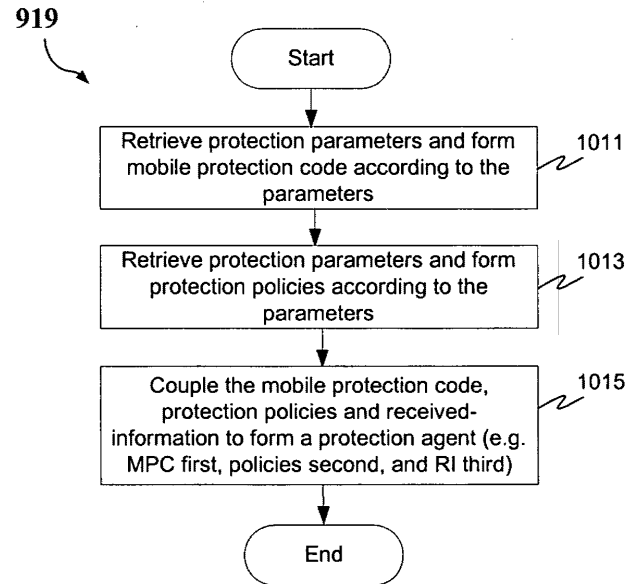 919
Start
Retrieve protection parameters and form
mobile protection code according to the
parameters
1011
Retrieve protection parameters and form
protection policies according to the
parameters
1013
Couple the mobile protection code,
protection policies and received-
information to form a protection agent (e.g.
MPC first, policies second, and RI third)
1015
End